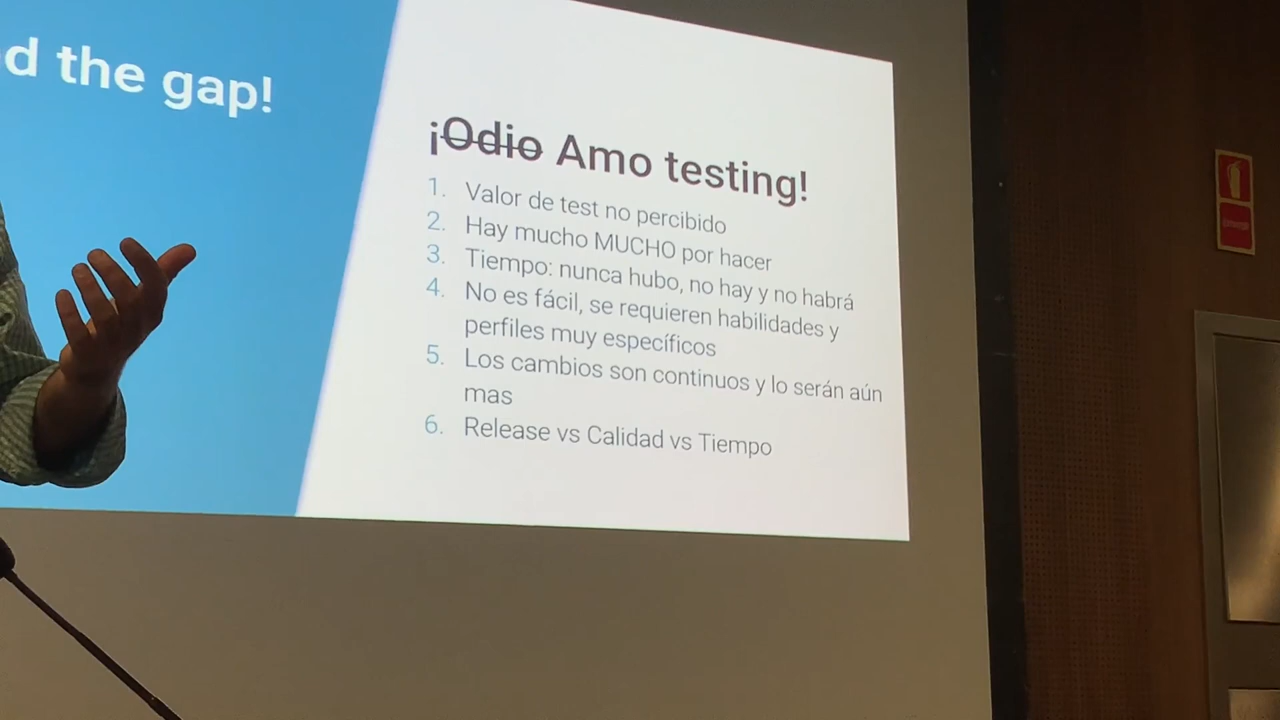 d the gap!
¡Odio Amo testing!
1. Valor de test no percibido
2. Hay mucho MUCHO por hacer
3. Tiempo: nunca hubo, no hay y no habrá
4. No es fácil, se requieren habilidades y
perfiles muy específicos
5. Los cambios son continuos y lo serán aún
mas
6. Release vs Calidad vs Tiempo